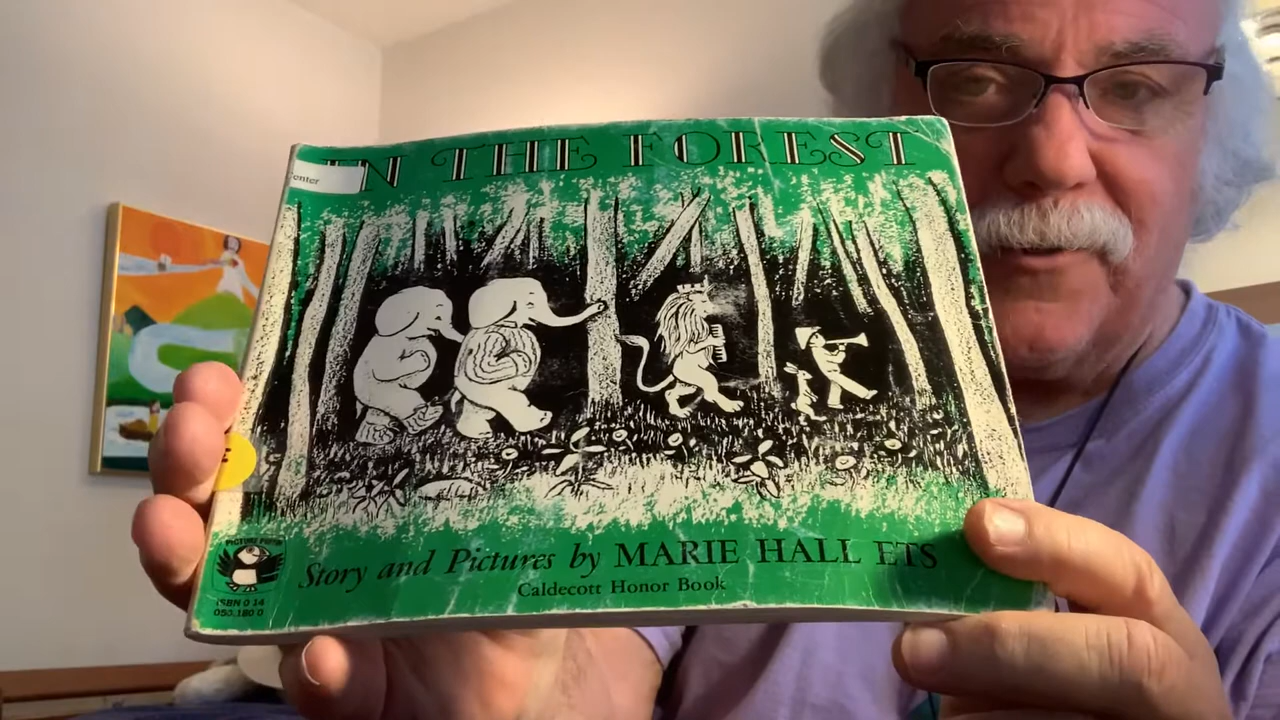 IN THE FOREST
enter
Story and Pictures by MARIE HALL ETS
Caldecott Honor Book
PICTURE PUFFIN
ISBN 0 14
050.180 0